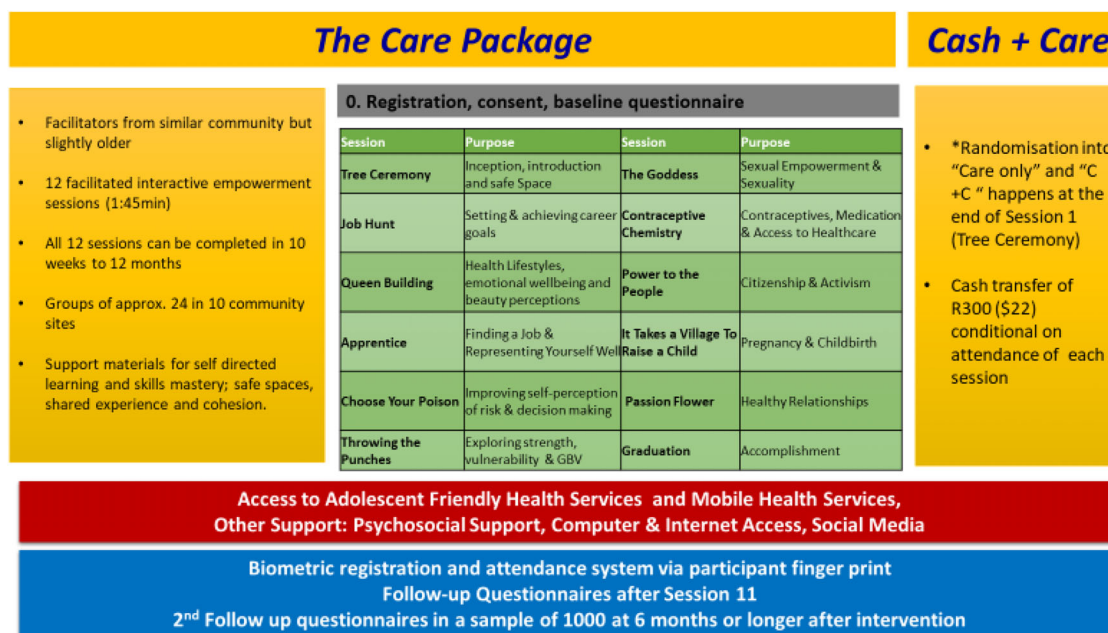 The Care Package
Cash + Care
• Facilitators from similar community but
slightly older
• 12 facilitated interactive empowerment
sessions (1:45min)
• All 12 sessions can be completed in 10
weeks to 12 months
• Groups of approx. 24 in 10 community
sites
• Support materials for self directed
learning and skills mastery; safe spaces,
shared experience and cohesion.
0. Registration, consent, baseline questionnaire
Session Purpose Session Purpose
Tree Ceremony
Inception, introduction
and safe Space
The Goddess
Sexual Empowerment &
Sexuality
Job Hunt
Setting & achieving career
goals
Contraceptive
Chemistry
Contraceptives, Medication
& Access to Healthcare
Queen Building
Health Lifestyles,
emotional wellbeing and
beauty perceptions
Power to the
People
Citizenship & Activism
Apprentice
Finding a Job &
Representing Yourself Well
It Takes a Village To
Raise a Child
Pregnancy & Childbirth
Choose Your Poison
Improving self-perception
of risk & decision making
Passion Flower
Healthy Relationships
Throwing the
Punches
Exploring strength,
vulnerability & GBV
Graduation
Accomplishment
• *Randomisation into
"Care only" and "C
+C " happens at the
end of Session 1
(Tree Ceremony)
• Cash transfer of
R300 ($22)
conditional on
attendance of each
session
Access to Adolescent Friendly Health Services and Mobile Health Services,
Other Support: Psychosocial Support, Computer & Internet Access, Social Media
Biometric registration and attendance system via participant finger print
Follow-up Questionnaires after Session 11
2nd Follow up questionnaires in a sample of 1000 at 6 months or longer after intervention